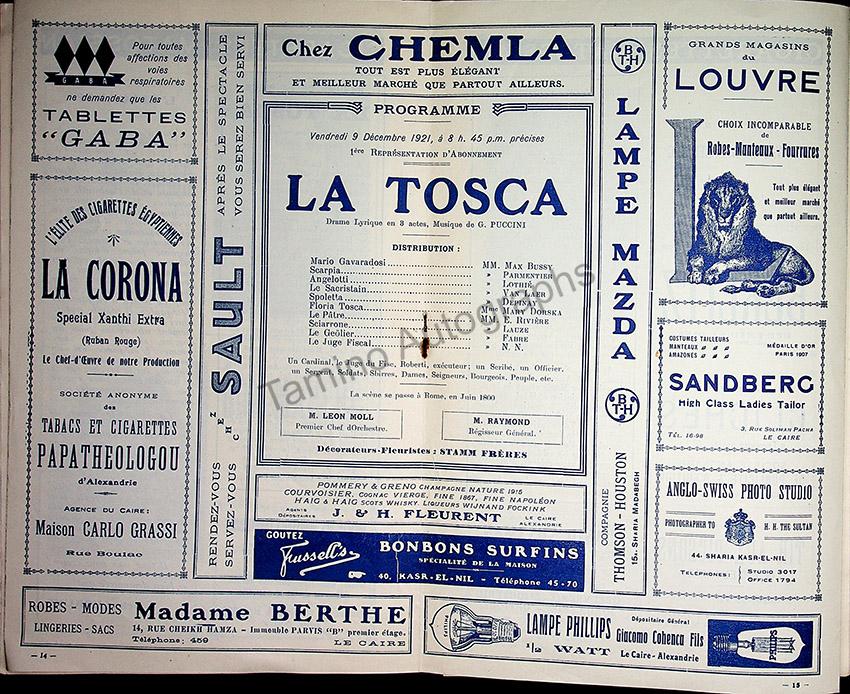 GABA
Pour toutes
affections des
voies
respiratoires
ne demandez que les
TABLETTES
"GABA"
L'ÉLITE DES CIGARETTES ÉGYPTIENNES
LA CORONA
Special Xanthi Extra
(Ruban Rouge)
Le Chef-d'Œuvre de notre Production
SOCIÉTÉ ANONYME
des
TABACS ET CIGARETTES
PAPATHEOLOGOU
d'Alexandrie
AGENCE DU CAIRE:
Maison CARLO GRASSI
Rue Boulac
APRÈS LE SPECTACLE
VOUS SEREZ BIEN SERVI
CHEZ SAULT
RENDEZ-VOUS
SERVEZ-VOUS
Chez CHEMLA
TOUT EST PLUS ÉLÉGANT
ET MEILLEUR MARCHÉ QUE PARTOUT AILLEURS.
PROGRAMME
Vendredi 9 Décembre 1921, à 8 h. 45 p.m. précises
1ère REPRÉSENTATION D'ABONNEMENT
LA TOSCA
Drame Lyrique en 3 actes, Musique de G. PUCCINI
DISTRIBUTION :
Mario Gavaradosi MM. MAX BUSSY
Scarpia » PARMENTIER
Angelotti » LOTHIÉ
Le Sacristain
Spoletta » DEPINAY
Floria Tosca Mme MARY DORSKA
Le Pâtre MM. E. RIVIÈRE
Sciarrone » LAUZE
Le Geôlier » FABRE
Le Juge Fiscal N. N.
Un Cardinal, Juge du Fisc, Roberti, exécuteur; un Scribe, un Officier,
un Sergent, Soldats, Sbirres, Dames, Seigneurs, Bourgeois, Peuple, etc.
La scène se passe à Rome, en Juin 1800
M. LEON MOLL
Premier Chef d'Orchestre.
M. RAYMOND
Régisseur Général.
Décorateurs-Fleuristes : STAMM FRÈRES
POMMERY & GRENO CHAMPAGNE NATURE 1915
COURVOISIER, COGNAC VIERGE, FINE 1867, FINE NAPOLÉON
HAIG & HAIG SCOTS WHISKY. LIQUEURS WIJNAND FOCKINK
AGENTS
DÉPOSITAIRES
J. & H. FLEURENT
LE CAIRE
ALEXANDRIE
GOUTEZ
Frussell's
BONBONS SURFINS
SPÉCIALITÉ DE LA MAISON
40, KASR-EL-NIL - Téléphone 45-70
BTH
LAMPE MAZDA
BTH
COMPAGNIE
THOMSON-HOUSTON
15, SHARIA MADABEGH
GRANDS MAGASINS
du
LOUVRE
CHOIX INCOMPARABLE
de
Robes-Manteaux-Fourrures
Tout plus élégant
et meilleur marché
que partout ailleurs.
COSTUMES TAILLEURS
MANTEAUX
AMAZONES
MÉDAILLE D'OR
PARIS 1907
SANDBERG
High Class Ladies Tailor
TÉL. 16-98
3, RUE SOLIMAN PACHA
LE CAIRE
ANGLO-SWISS PHOTO STUDIO
PHOTOGRAPHER TO H. H. THE SULTAN
44, SHARIA KASR-EL-NIL
TELEPHONES:
STUDIO 3017
OFFICE 1794
ROBES - MODES
LINGERIES - SACS
Madame BERTHE
14, RUE CHEIKH HAMZA - Immeuble PARVIS "B" premier étage.
Téléphone: 459
LE CAIRE
LAMPE PHILLIPS
1/2 WATT
Dépositaire Général
Giacomo Cohenca Fils
Le Caire - Alexandrie
PHILIPS
- 14 -
- 15 -
Tamino Autographs